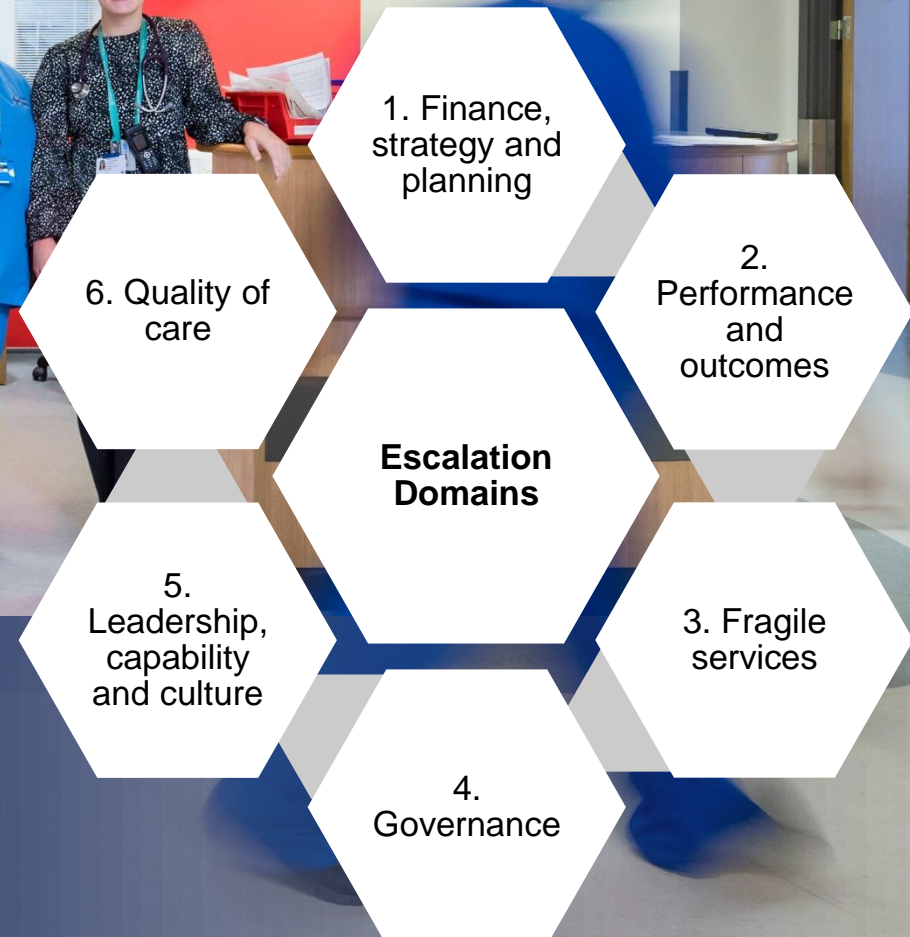 1. Finance,
strategy and
planning
2.
Performance
and
outcomes
3. Fragile
services
4.
Governance
5.
Leadership,
capability
and culture
6. Quality of
care
Escalation
Domains